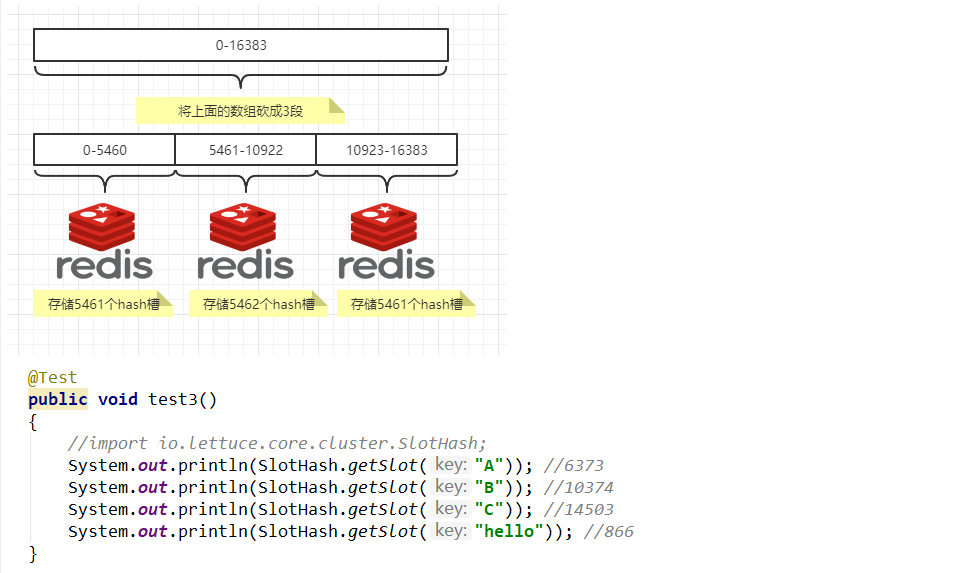 0-16383
将上面的数组砍成3段
0-5460 5461-10922 10923-16383
redis redis redis
存储5461个hash槽 存储5462个hash槽 存储5461个hash槽
@Test
public void test3()
{
//import io.lettuce.core.cluster.SlotHash;
System.out.println(SlotHash.getSlot( key: "A")); //6373
System.out.println(SlotHash.getSlot( key: "B")); //10374
System.out.println(SlotHash.getSlot( key: "C")); //14503
System.out.println(SlotHash.getSlot( key: "hello")); //866
}